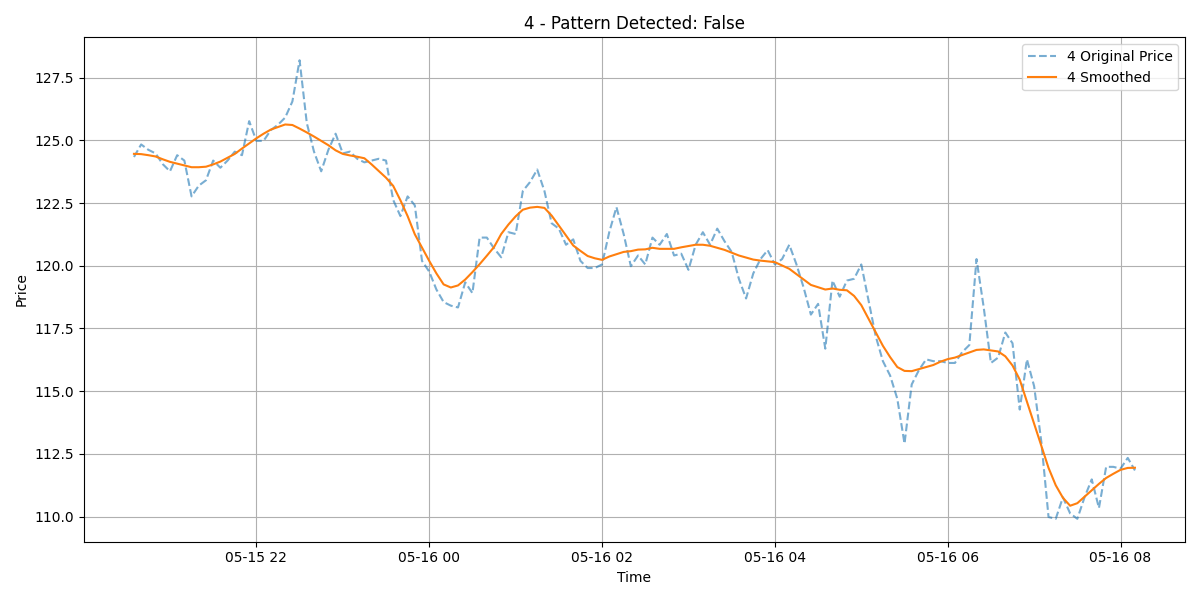 4 - Pattern Detected: False
4 Original Price
4 Smoothed
Price
127.5
125.0
122.5
120.0
117.5
115.0
112.5
110.0
05-15 22
05-16 00
05-16 02
05-16 04
05-16 06
05-16 08
Time